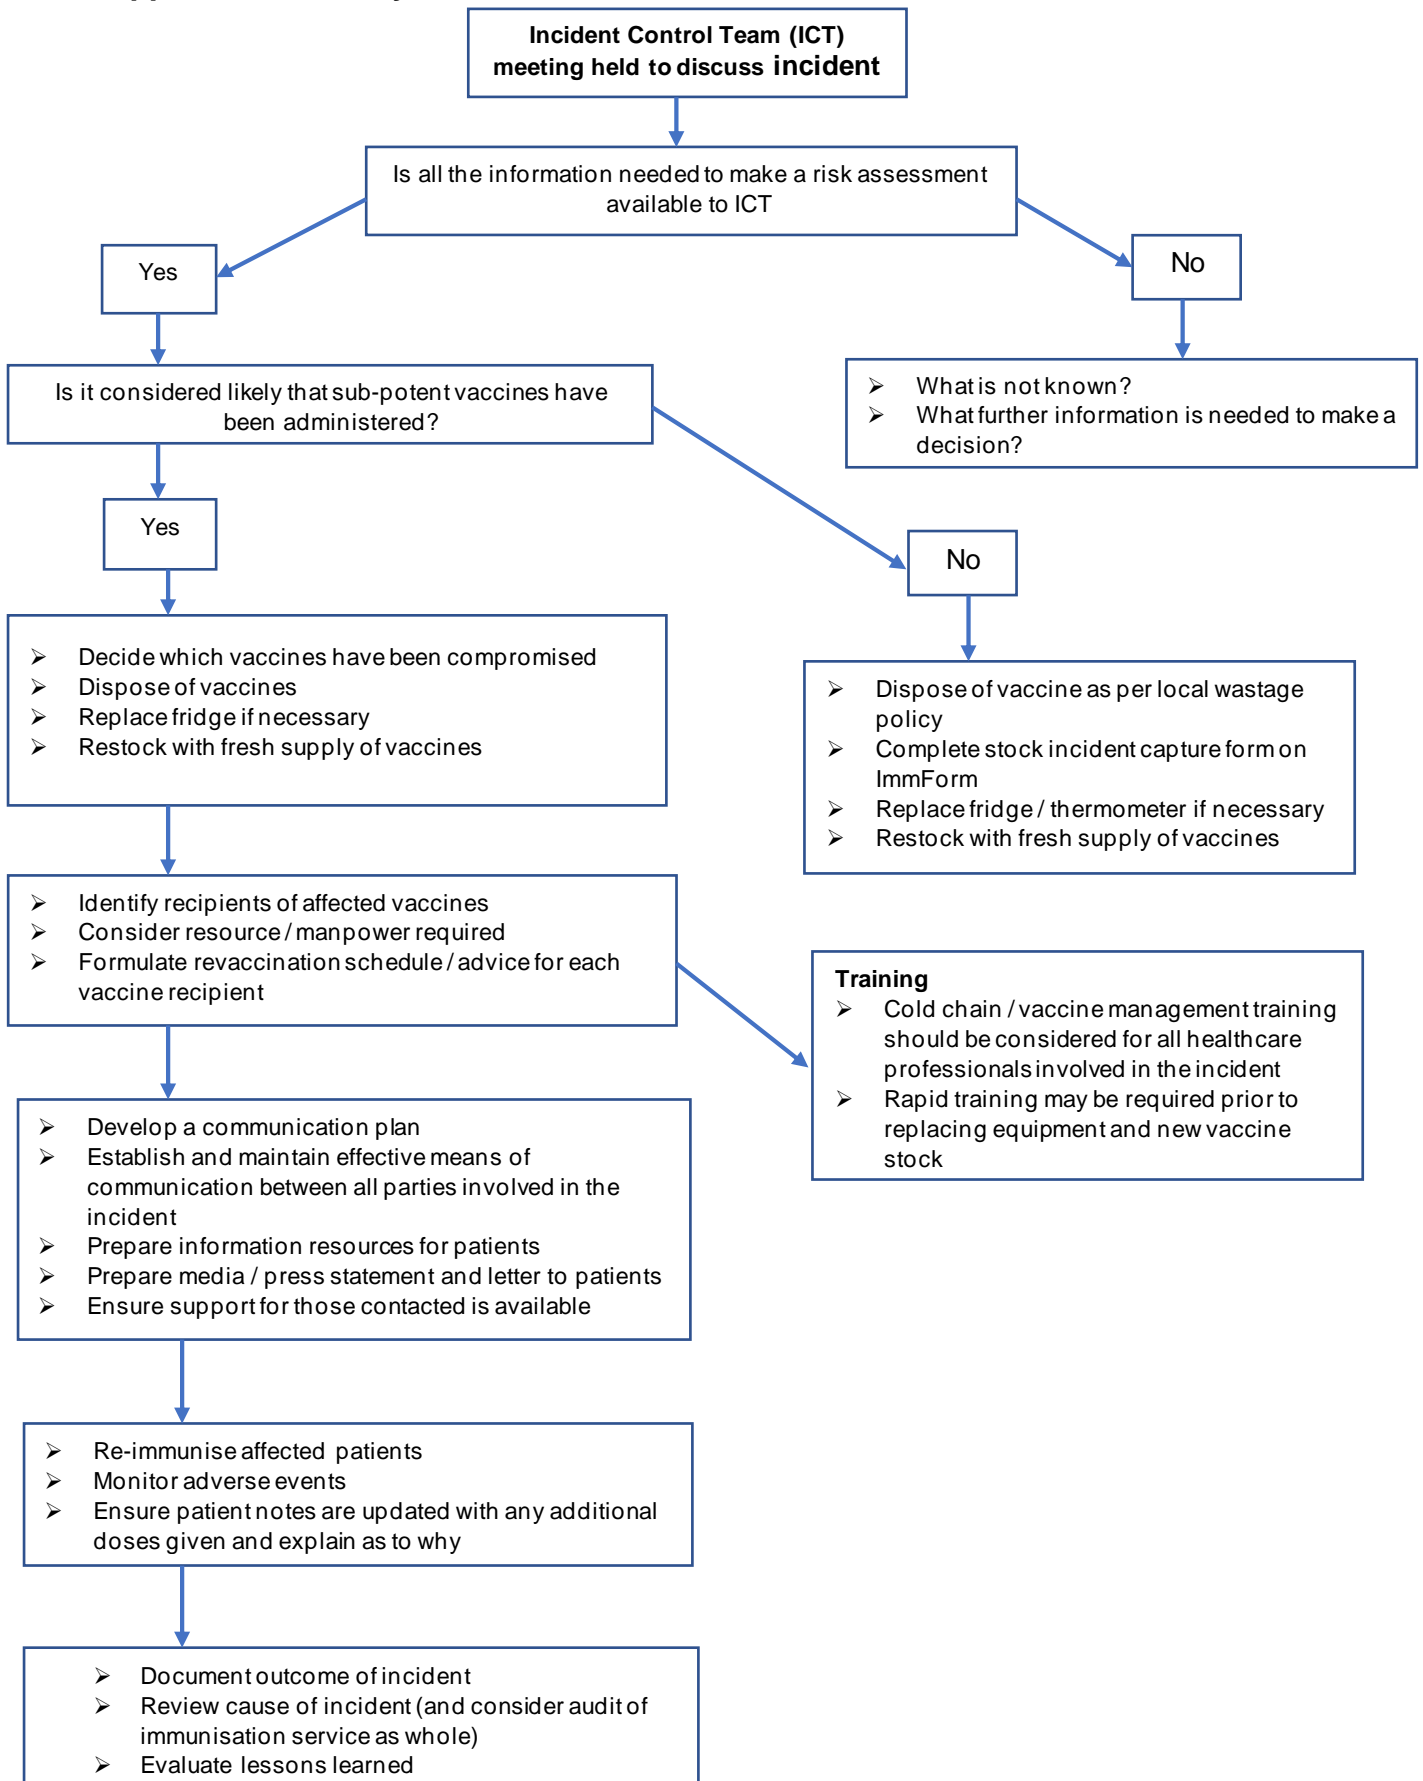 Incident Control Team (ICT)
meeting held to discuss incident
Is all the information needed to make a risk assessment
available to ICT
Yes
No
Is it considered likely that sub-potent vaccines have
been administered?
➢ What is not known?
➢ What further information is needed to make a
decision?
Yes
No
➢ Decide which vaccines have been compromised
➢ Dispose of vaccines
➢ Replace fridge if necessary
➢ Restock with fresh supply of vaccines
➢ Dispose of vaccine as per local wastage
policy
➢ Complete stock incident capture form on
ImmForm
➢ Replace fridge / thermometer if necessary
➢ Restock with fresh supply of vaccines
➢ Identify recipients of affected vaccines
➢ Consider resource / manpower required
➢ Formulate revaccination schedule / advice for each
vaccine recipient
Training
➢ Cold chain / vaccine management training
should be considered for all healthcare
professionals involved in the incident
➢ Rapid training may be required prior to
replacing equipment and new vaccine
stock
➢ Develop a communication plan
➢ Establish and maintain effective means of
communication between all parties involved in the
incident
➢ Prepare information resources for patients
➢ Prepare media / press statement and letter to patients
➢ Ensure support for those contacted is available
➢ Re-immunise affected patients
➢ Monitor adverse events
➢ Ensure patient notes are updated with any additional
doses given and explain as to why
➢ Document outcome of incident
➢ Review cause of incident (and consider audit of
immunisation service as whole)
➢ Evaluate lessons learned